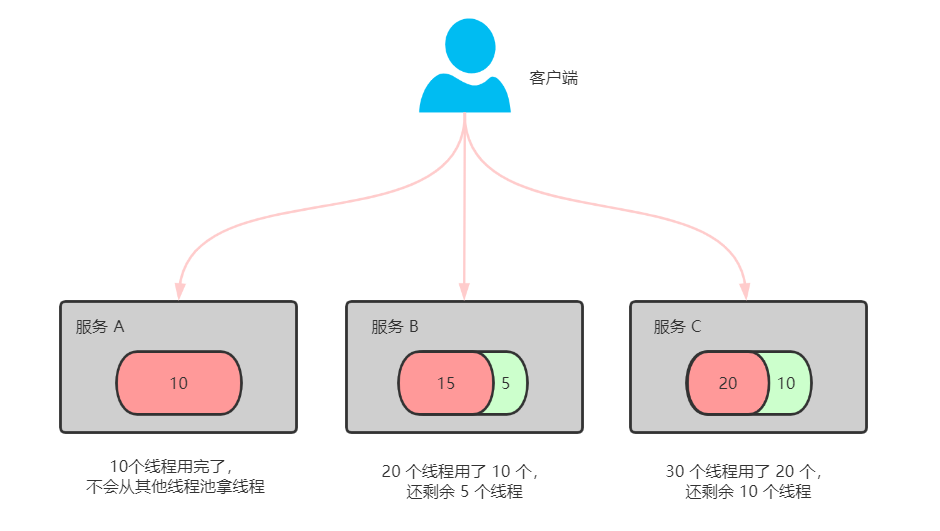 客户端
服务 A
服务 B
服务 C
10
15
5
20
10
10个线程用完了，
不会从其他线程池拿线程
20 个线程用了 10 个，
还剩余 5 个线程
30 个线程用了 20 个，
还剩余 10 个线程